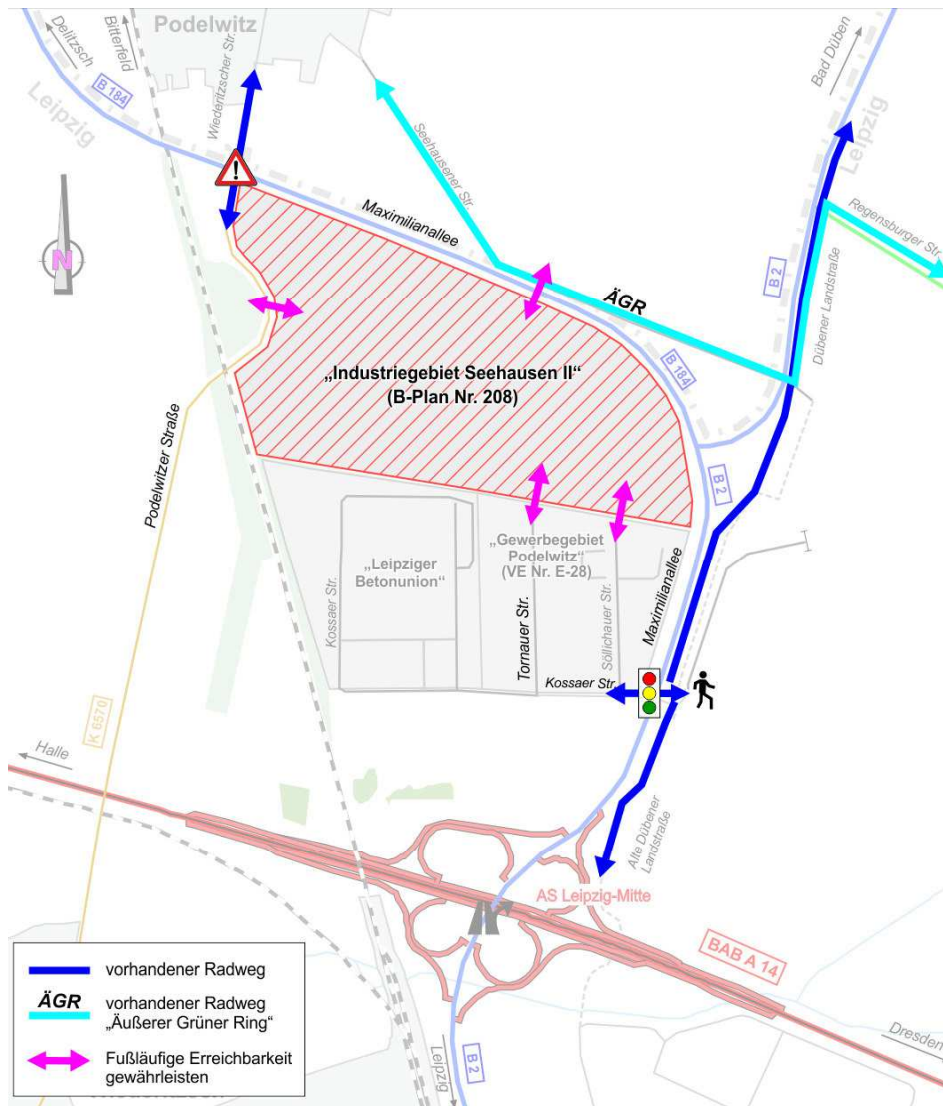 Podelwitz
Delitzsch
Bitterfeld
Wiederitzscher Str.
B 184
Leipzig
Bad Düben
Leipzig
Seehausener Str.
Maximilianallee
Regensburger Str.
B 2
Dübener Landstraße
N
ÄGR
„Industriegebiet Seehausen II“
(B-Plan Nr. 208)
B 184
Podelwitzer Straße
B 2
„Gewerbegebiet
Podelwitz“
(VE Nr. E-28)
„Leipziger
Betonunion“
Kossaer Str.
Tornauer Str.
Söllichauer Str.
Maximilianallee
Kossaer Str.
K 6570
Halle
Alte Dübener
Landstraße
AS Leipzig-Mitte
BAB A 14
Dresden
Leipzig
B 2
vorhandener Radweg
ÄGR
vorhandener Radweg
„Äußerer Grüner Ring“
Fußläufige Erreichbarkeit
gewährleisten